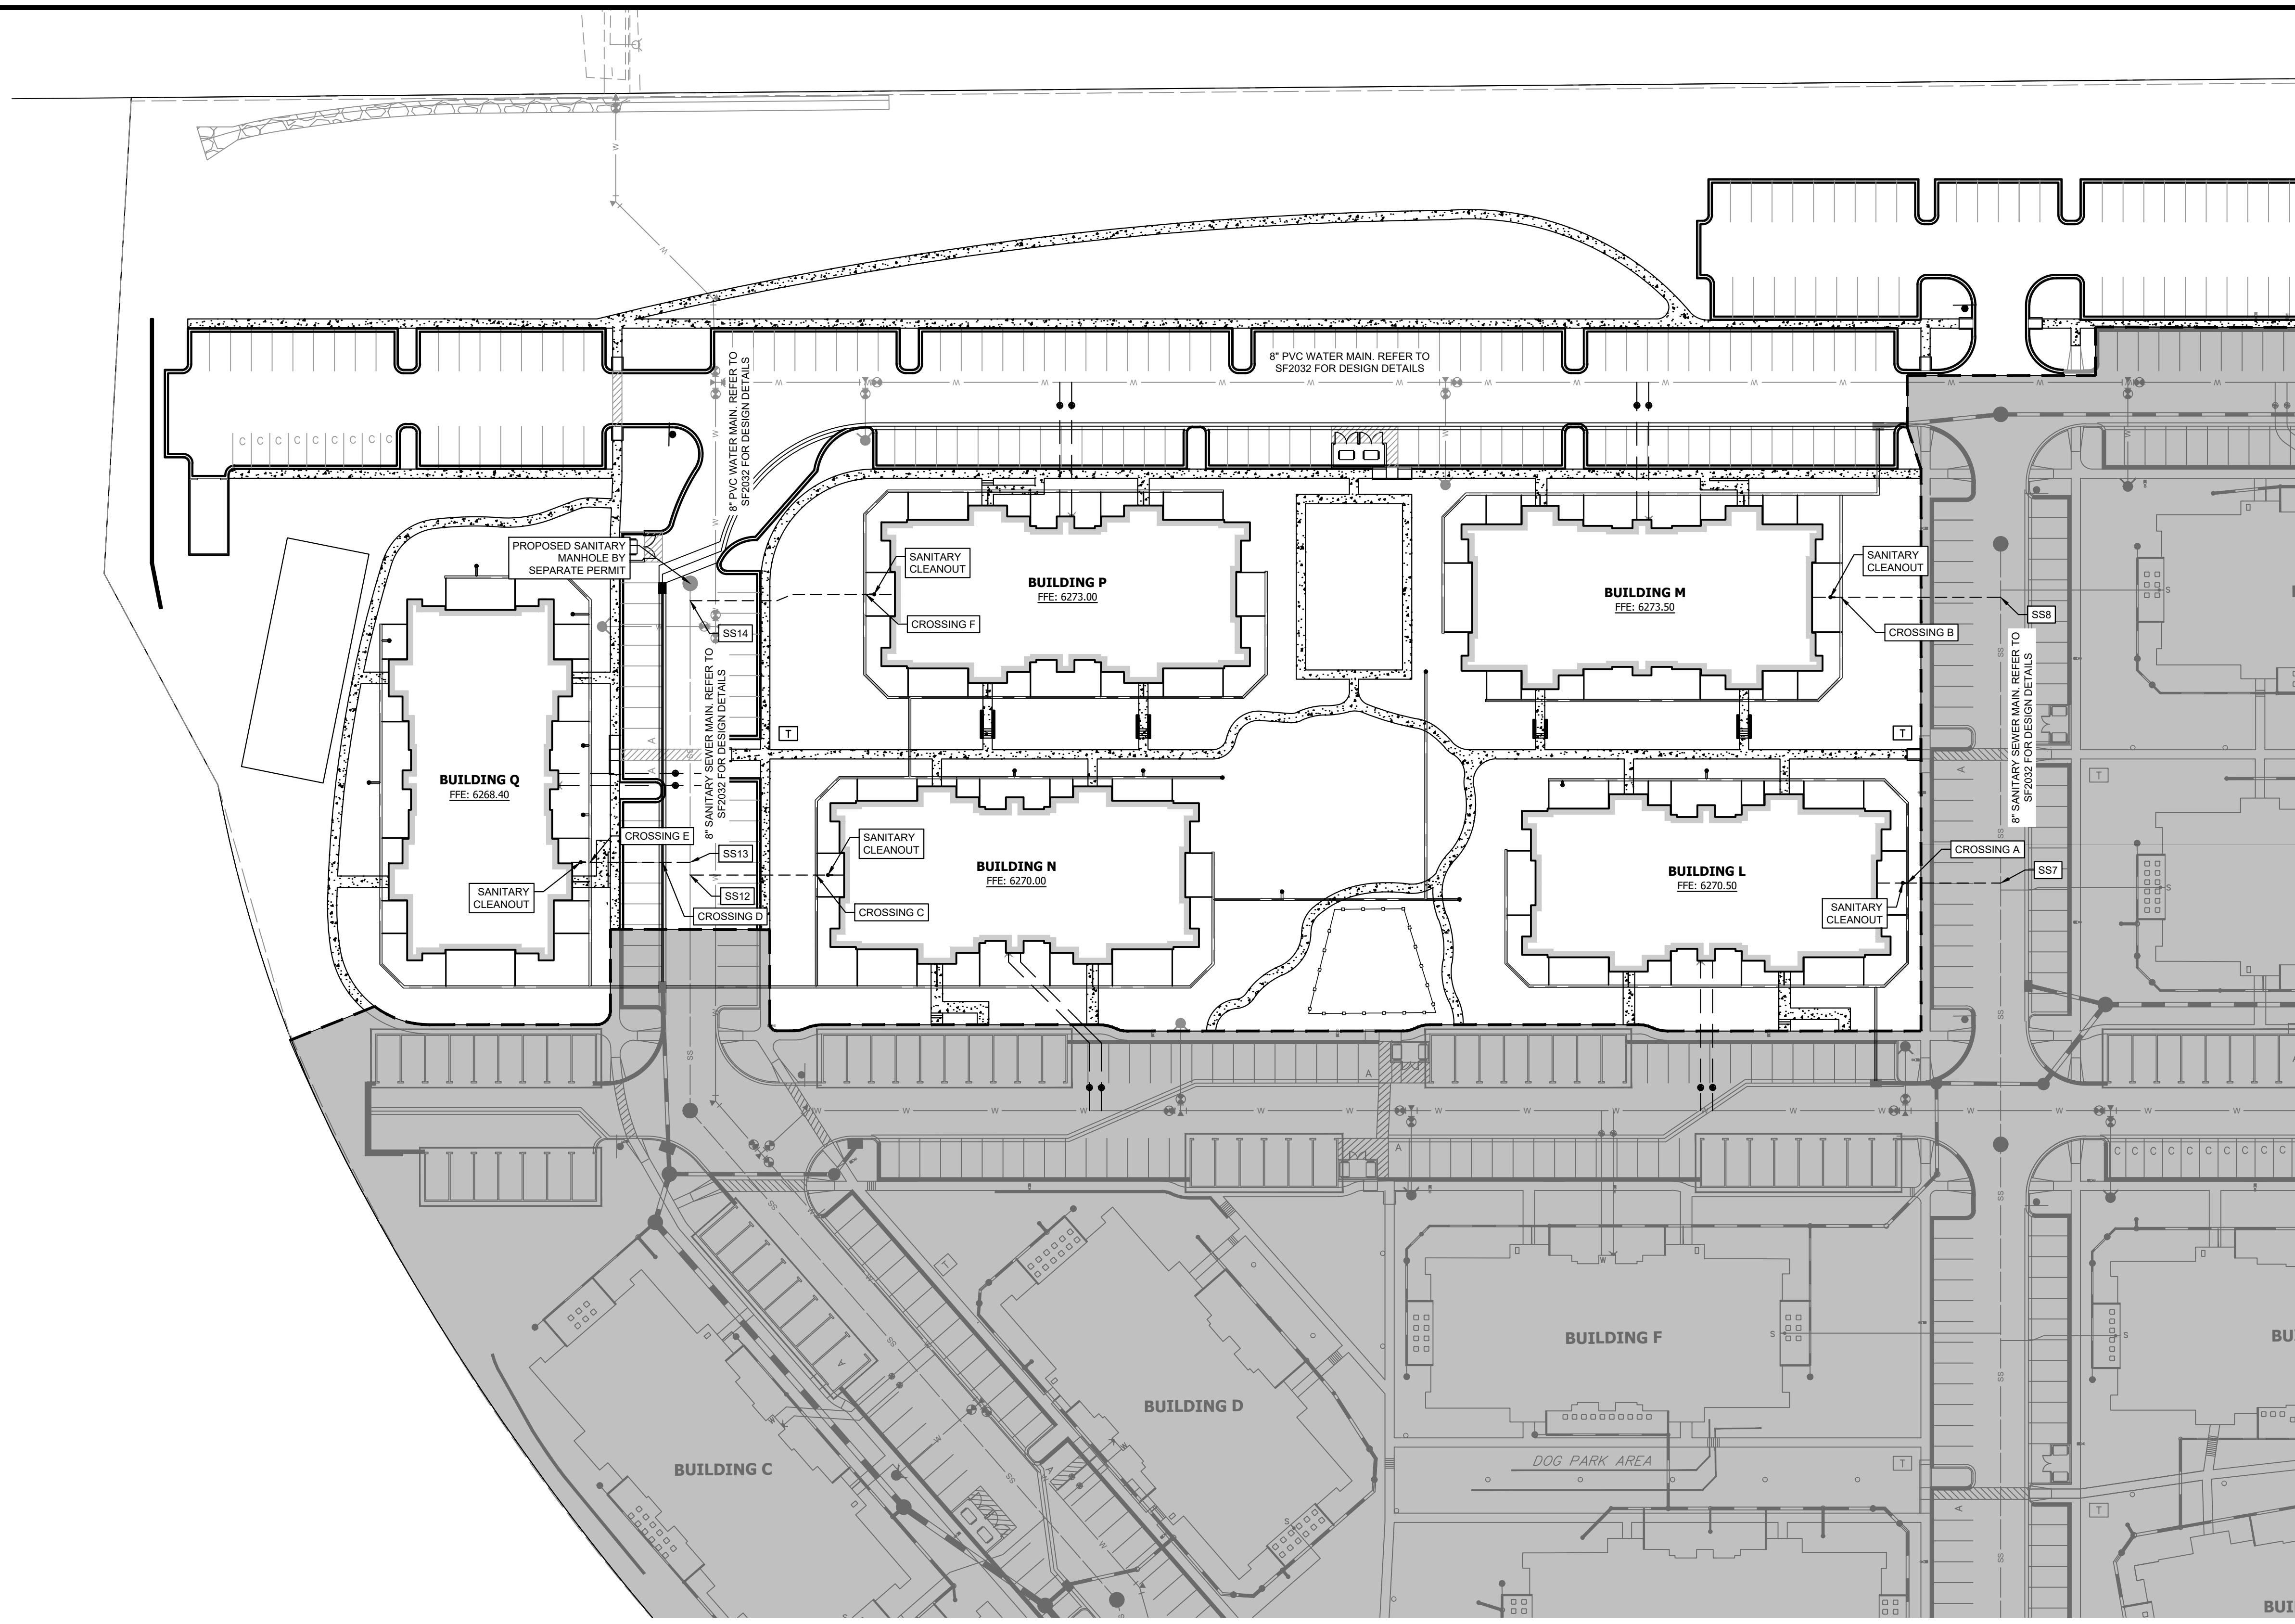 8" PVC WATER MAIN. REFER TO
SF2032 FOR DESIGN DETAILS
8" PVC WATER MAIN. REFER TO
SF2032 FOR DESIGN DETAILS
C C C C C C C C C
PROPOSED SANITARY
MANHOLE BY
SEPARATE PERMIT
SANITARY
CLEANOUT
BUILDING P
FFE: 6273.00
CROSSING F
SS14
BUILDING M
FFE: 6273.50
SANITARY
CLEANOUT
CROSSING B
SS8
8" SANITARY SEWER MAIN. REFER TO
SF2032 FOR DESIGN DETAILS
8" SANITARY SEWER MAIN. REFER TO
SF2032 FOR DESIGN DETAILS
T
T
T
BUILDING Q
FFE: 6268.40
CROSSING E
SS13
SS12
SANITARY
CLEANOUT
CROSSING D
SANITARY
CLEANOUT
BUILDING N
FFE: 6270.00
CROSSING C
BUILDING L
FFE: 6270.50
CROSSING A
SS7
SANITARY
CLEANOUT
W W W W W W
SS
A
A
C C C C C C C C C C
BUILDING F
BUILDING D
BUILDING C
DOG PARK AREA
T
T
T
BUI